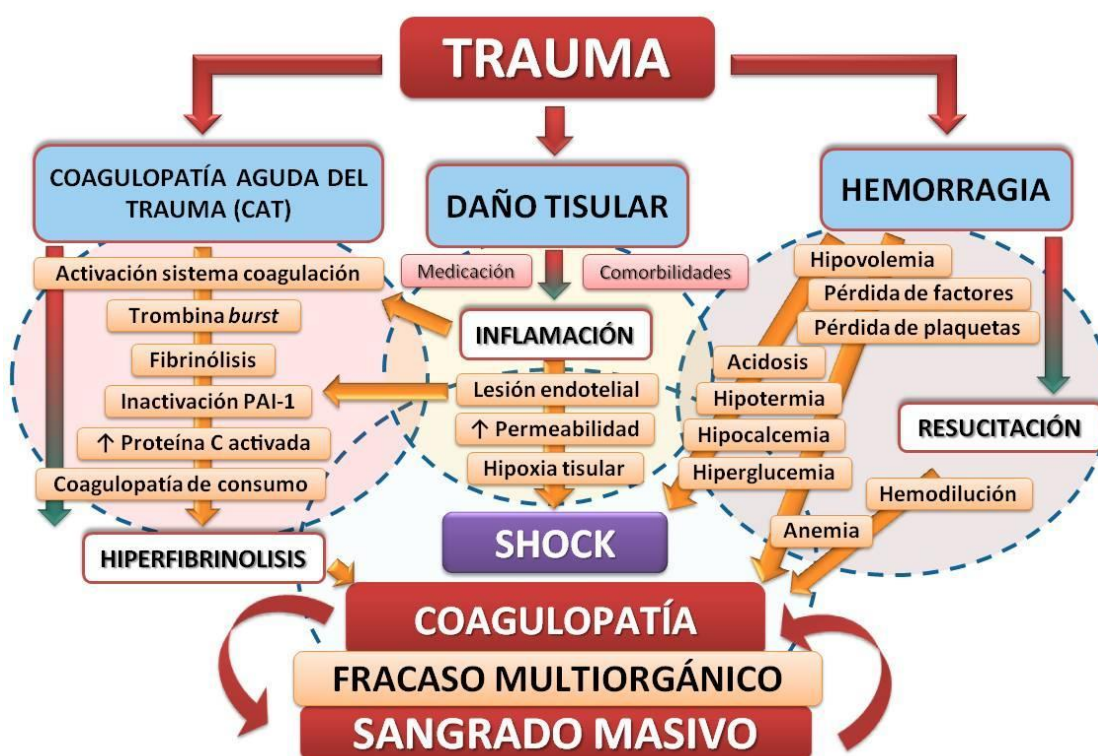 TRAUMA
COAGULOPATÍA AGUDA DEL
TRAUMA (CAT)
Activación sistema coagulación
Trombina burst
Fibrinólisis
Inactivación PAI-1
↑ Proteína C activada
Coagulopatía de consumo
HIPERFIBRINOLISIS
DAÑO TISULAR
Medicación
Comorbilidades
INFLAMACIÓN
Lesión endotelial
↑ Permeabilidad
Hipoxia tisular
SHOCK
HEMORRAGIA
Hipovolemia
Pérdida de factores
Pérdida de plaquetas
Acidosis
Hipotermia
Hipocalcemia
Hiperglucemia
RESUCITACIÓN
Hemodilución
Anemia
COAGULOPATÍA
FRACASO MULTIORGÁNICO
SANGRADO MASIVO